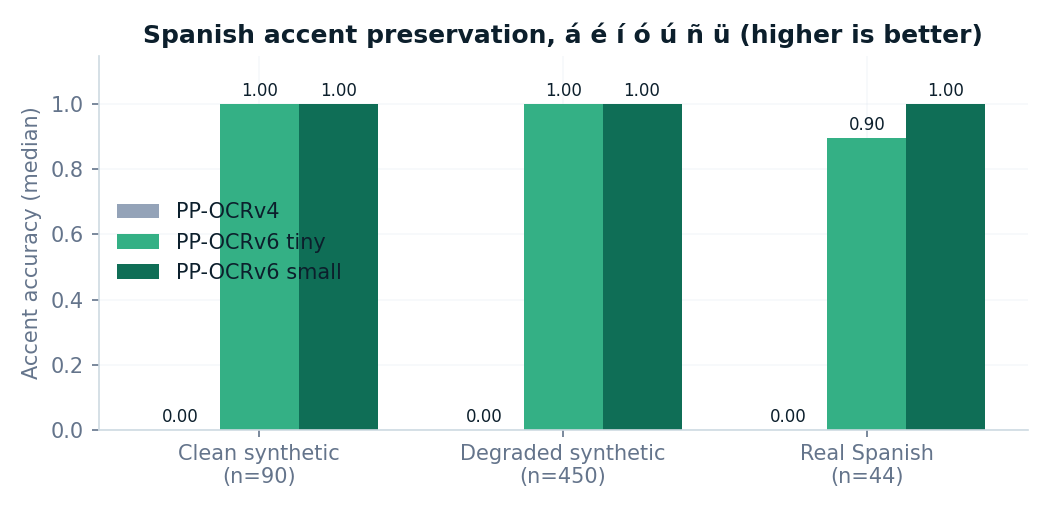 Spanish accent preservation, á é í ó ú ñ ü (higher is better)
Accent accuracy (median)
1.0
0.8
0.6
0.4
0.2
0.0
PP-OCRv4
PP-OCRv6 tiny
PP-OCRv6 small
0.00
1.00
1.00
0.00
1.00
1.00
0.00
0.90
1.00
Clean synthetic
(n=90)
Degraded synthetic
(n=450)
Real Spanish
(n=44)